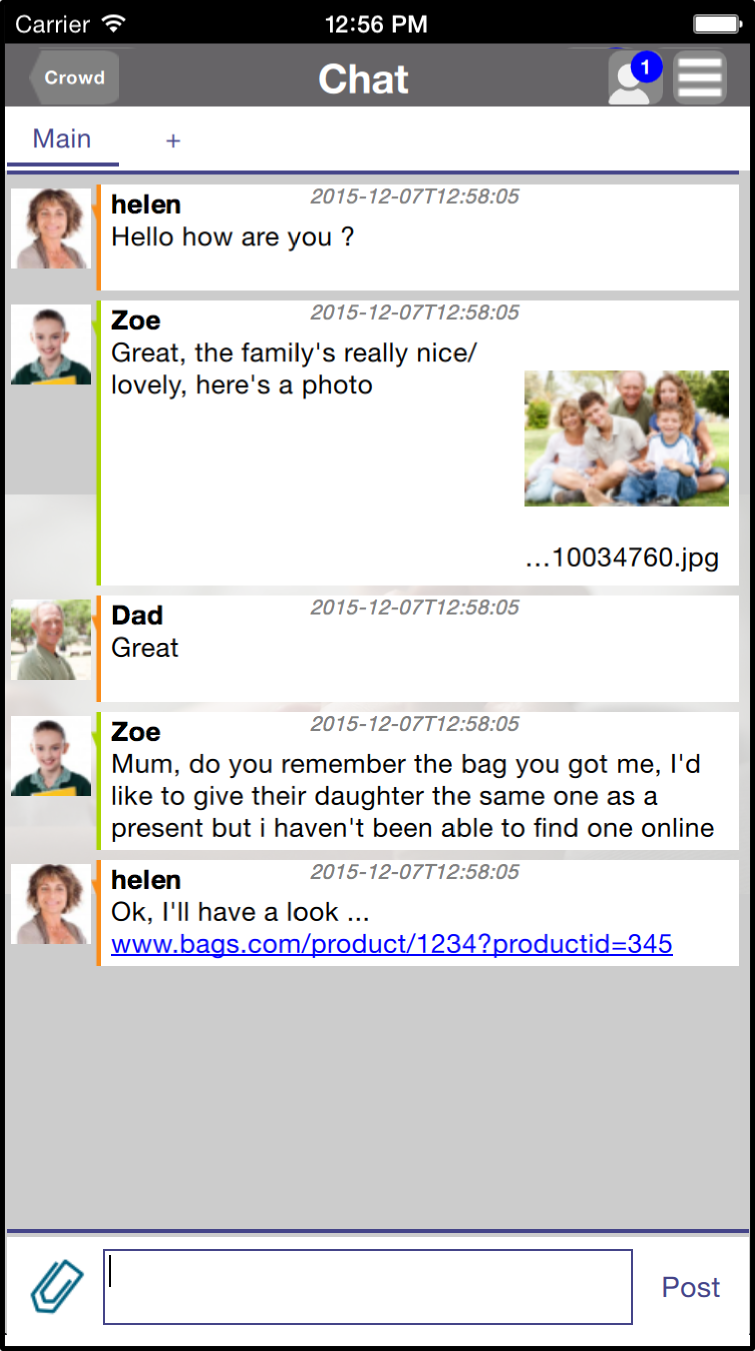 Carrier 12:56 PM
Crowd Chat 1
Main +
helen 2015-12-07T12:58:05
Hello how are you ?
Zoe 2015-12-07T12:58:05
Great, the family's really nice/
lovely, here's a photo
...10034760.jpg
Dad 2015-12-07T12:58:05
Great
Zoe 2015-12-07T12:58:05
Mum, do you remember the bag you got me, I'd
like to give their daughter the same one as a
present but i haven't been able to find one online
helen 2015-12-07T12:58:05
Ok, I'll have a look ...
www.bags.com/product/1234?productid=345
Post